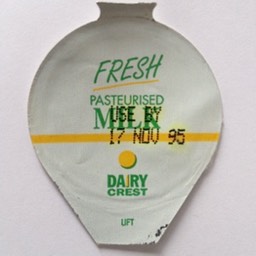 FRESH
PASTEURISED
MILK
USE BY
17 NOV 95
DAIRY
CREST
LIFT